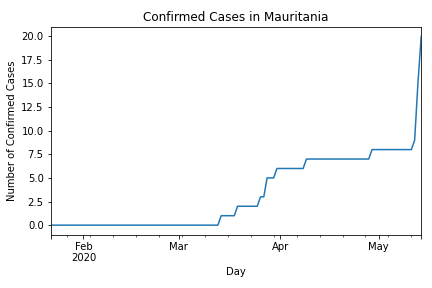 Confirmed Cases in Mauritania
Number of Confirmed Cases
20.0
17.5
15.0
12.5
10.0
7.5
5.0
2.5
0.0
Feb Mar Apr May
2020
Day